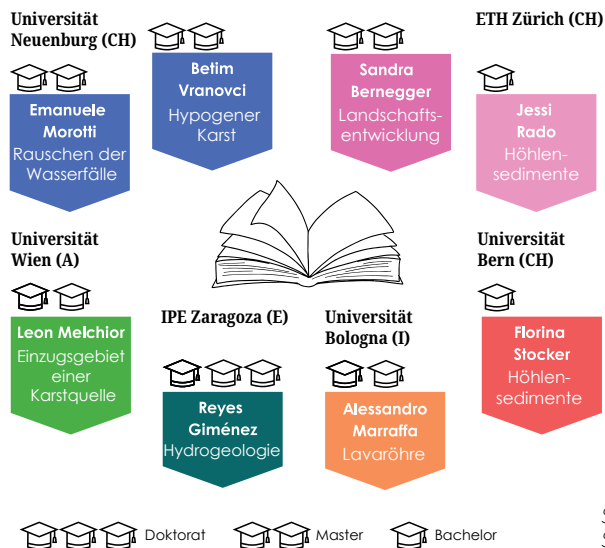 Universität
Neuenburg (CH)
ETH Zürich (CH)
Emanuele
Morotti
Rauschen der
Wasserfälle
Betim
Vranovci
Hypogener
Karst
Sandra
Bernegger
Landschafts-
entwicklung
Jessi
Rado
Höhlen-
sedimente
Universität
Wien (A)
Universität
Bern (CH)
Leon Melchior
Einzugsgebiet
einer
Karstquelle
IPE Zaragoza (E)
Reyes
Giménez
Hydrogeologie
Universität
Bologna (I)
Alessandro
Marraffa
Lavaröhre
Florina
Stocker
Höhlen-
sedimente
Doktorat
Master
Bachelor